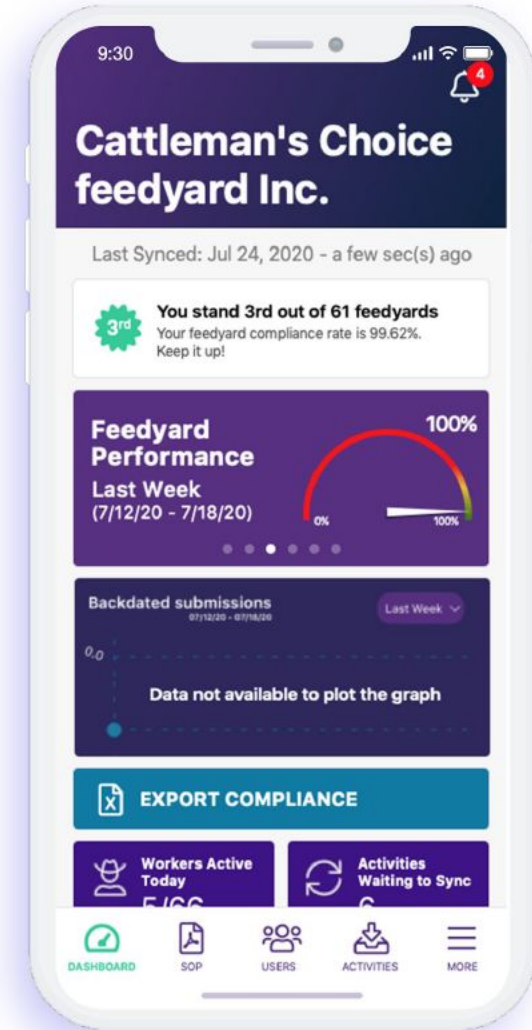 9:30
4
Cattleman's Choice
feedyard Inc.
Last Synced: Jul 24, 2020 - a few sec(s) ago
3rd
You stand 3rd out of 61 feedyards
Your feedyard compliance rate is 99.62%.
Keep it up!
Feedyard
Performance
Last Week
(7/12/20 - 7/18/20)
100%
0%
100%
Backdated submissions
07/12/20 - 07/18/20
Last Week
0.0
Data not available to plot the graph
X
EXPORT COMPLIANCE
Workers Active
Today
5/66
Activities
Waiting to Sync
DASHBOARD
SOP
USERS
ACTIVITIES
MORE